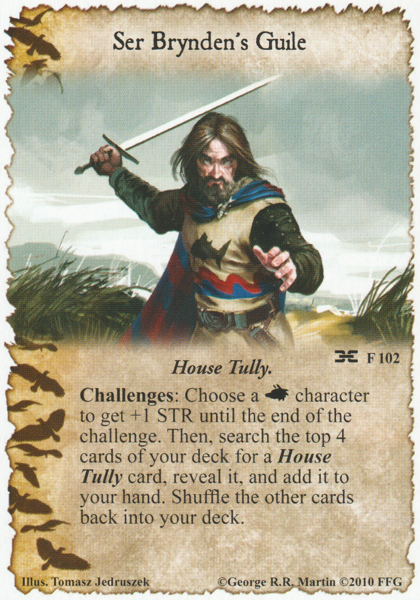 Ser Brynden's Guile
F 102
House Tully.
Challenges: Choose a character
to get +1 STR until the end of the
challenge. Then, search the top 4
cards of your deck for a House
Tully card, reveal it, and add it to
your hand. Shuffle the other cards
back into your deck.
Illus. Tomasz Jedruszek ©George R.R. Martin ©2010 FFG